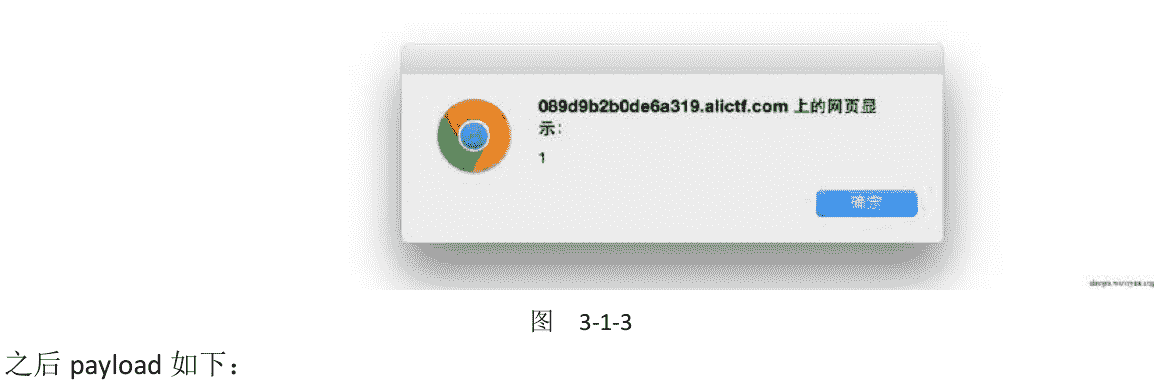 089d9b2b0de6a319.alictf.com 上的网页显
示：
1
确定
图 3-1-3
之后 payload 如下：